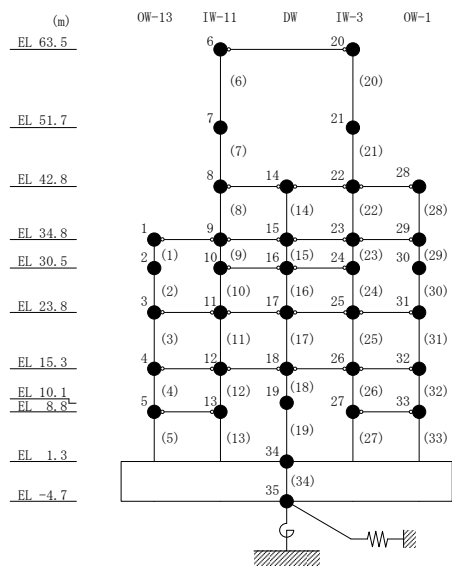 (m) OW-13 IW-11 DW IW-3 OW-1
EL 63.5 6 20
(6) (20)
EL 51.7 7 21
(7) (21)
EL 42.8 8 14 22 28
(8) (14) (22) (28)
EL 34.8 1 9 15 23 29
(1) (9) (15) (23) (29)
EL 30.5 2 10 16 24 30
(2) (10) (16) (24) (30)
EL 23.8 3 11 17 25 31
(3) (11) (17) (25) (31)
EL 15.3 4 12 18 26 32
(4) (12) (18) (26) (32)
EL 10.1 19
EL 8.8 5 13 27 33
(5) (13) (19) (27) (33)
EL 1.3 34
(34)
EL -4.7 35